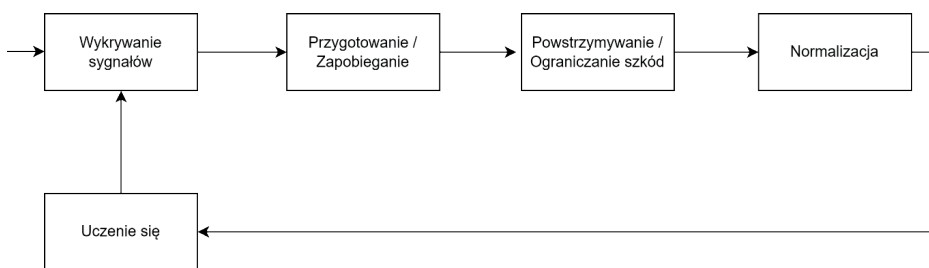 Wykrywanie
sygnałów
Przygotowanie /
Zapobieganie
Powstrzymywanie /
Ograniczanie szkód
Normalizacja
Uczenie się